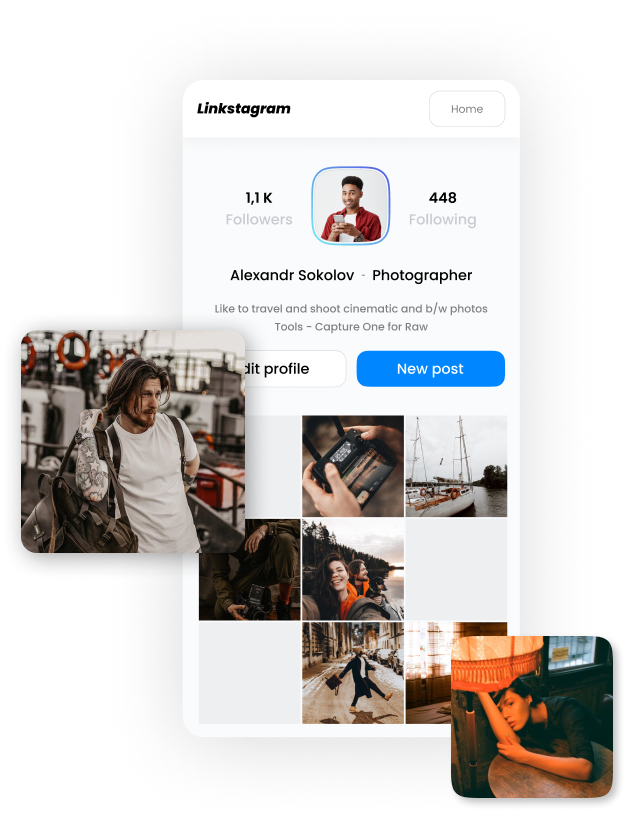 Linkstagram
Home
1,1 K
Followers
448
Following
Alexandr Sokolov - Photographer
Like to travel and shoot cinematic and b/w photos
Tools - Capture One for Raw
dit profile
New post